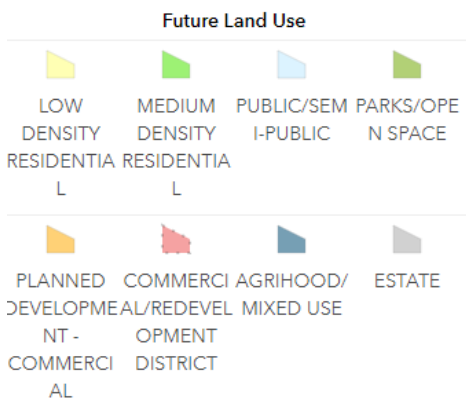 Future Land Use
LOW
DENSITY
RESIDENTIA
L
MEDIUM
DENSITY
RESIDENTIA
L
PUBLIC/SEM
I-PUBLIC
PARKS/OPE
N SPACE
PLANNED
DEVELOPME
NT -
COMMERCI
AL
COMMERCI
AL/REDEVEL
OPMENT
DISTRICT
AGRIHOOD/
MIXED USE
ESTATE